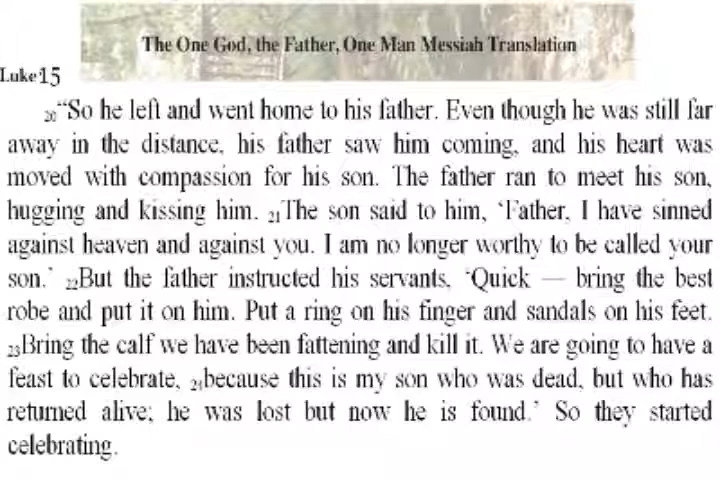 The One God, the Father, One Man Messiah Translation
Luke 15
20“So he left and went home to his father. Even though he was still far
away in the distance, his father saw him coming, and his heart was
moved with compassion for his son. The father ran to meet his son,
hugging and kissing him. 21The son said to him, ‘Father, I have sinned
against heaven and against you. I am no longer worthy to be called your
son.’ 22But the father instructed his servants, ‘Quick — bring the best
robe and put it on him. Put a ring on his finger and sandals on his feet.
23Bring the calf we have been fattening and kill it. We are going to have a
feast to celebrate, 24because this is my son who was dead, but who has
returned alive; he was lost but now he is found.’ So they started
celebrating.